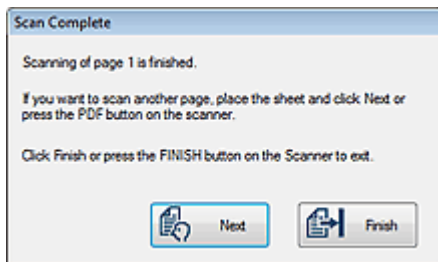 Scan Complete
Scanning of page 1 is finished.
If you want to scan another page, place the sheet and click Next or
press the PDF button on the scanner.
Click Finish or press the FINISH button on the Scanner to exit.
Next
Finish